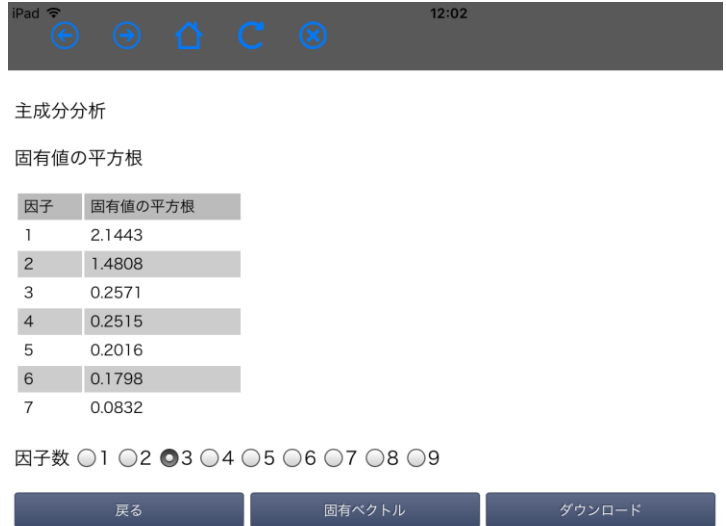 iPad 12:02
主成分分析
固有値の平方根
因子 固有値の平方根
1 2.1443
2 1.4808
3 0.2571
4 0.2515
5 0.2016
6 0.1798
7 0.0832
因子数 1 2 3 4 5 6 7 8 9
戻る 固有ベクトル ダウンロード